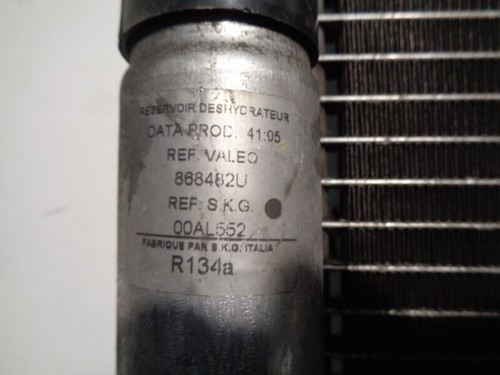 RESERVOIR DESHYDRATEUR
DATA PROD. 41:05
REF. VALEO
868482U
REF. S.K.G.
00AL552
FABRIQUE PAR S.K.G. ITALIA
R134a